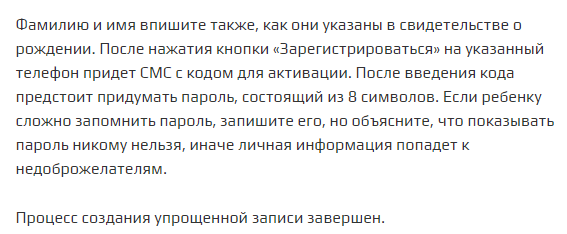 Фамилию и имя впишите также, как они указаны в свидетельстве о
рождении. После нажатия кнопки «Зарегистрироваться» на указанный
телефон придет СМС с кодом для активации. После введения кода
предстоит придумать пароль, состоящий из 8 символов. Если ребенку
сложно запомнить пароль, запишите его, но объясните, что показывать
пароль никому нельзя, иначе личная информация попадет к
недоброжелателям.
Процесс создания упрощенной записи завершен.